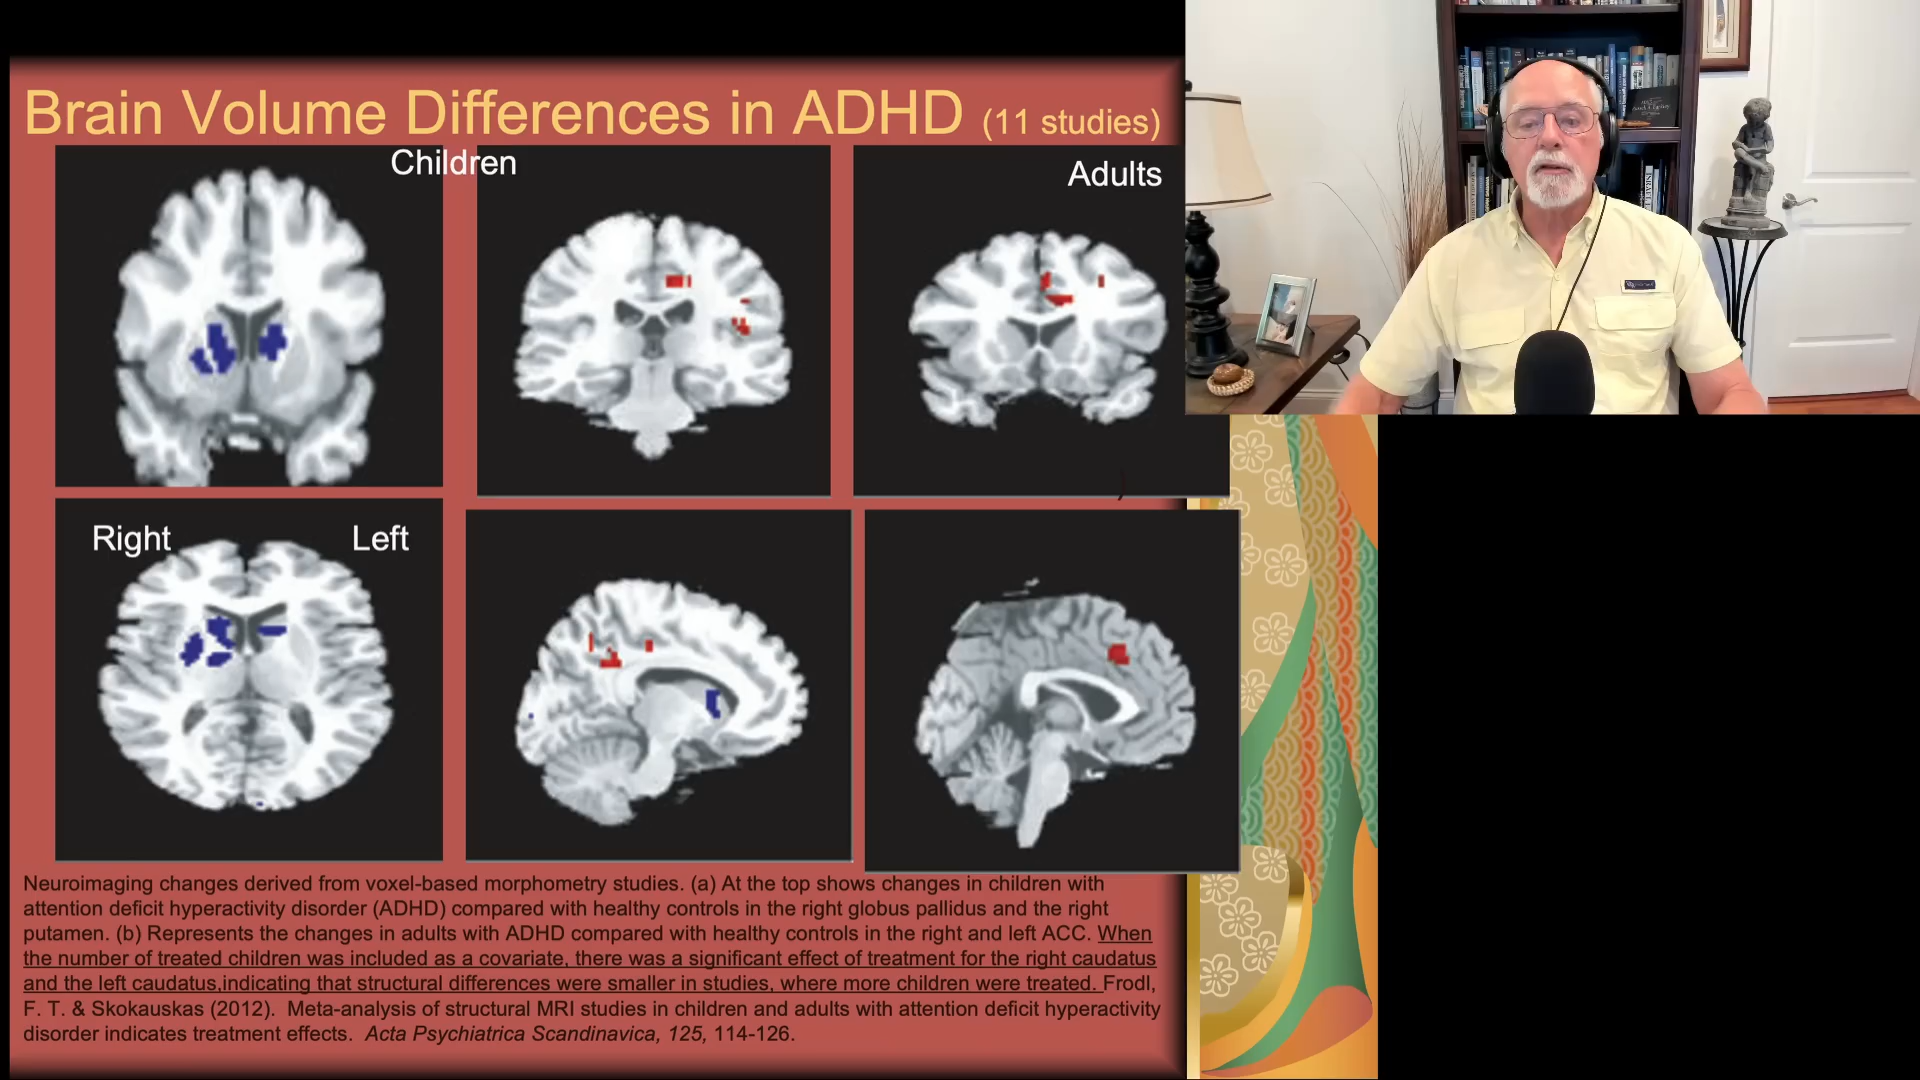 Brain Volume Differences in ADHD (11 studies)
Children
Adults
)
Right
Left
Neuroimaging changes derived from voxel-based morphometry studies. (a) At the top shows changes in children with
attention deficit hyperactivity disorder (ADHD) compared with healthy controls in the right globus pallidus and the right
putamen. (b) Represents the changes in adults with ADHD compared with healthy controls in the right and left ACC. When
the number of treated children was included as a covariate, there was a significant effect of treatment for the right caudatus
and the left caudatus,indicating that structural differences were smaller in studies, where more children were treated. Frodl,
F. T. & Skokauskas (2012).  Meta-analysis of structural MRI studies in children and adults with attention deficit hyperactivity
disorder indicates treatment effects.  Acta Psychiatrica Scandinavica, 125, 114-126.